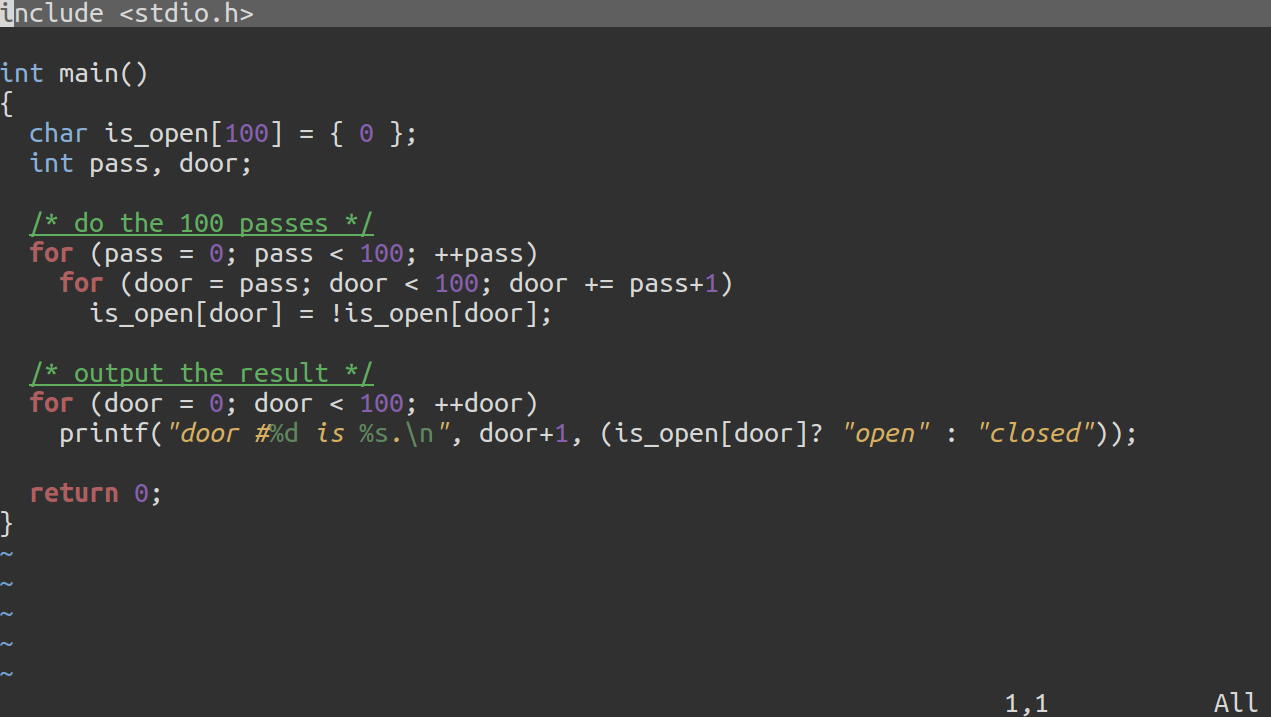 include <stdio.h>

int main()
{
  char is_open[100] = { 0 };
  int pass, door;

  /* do the 100 passes */
  for (pass = 0; pass < 100; ++pass)
    for (door = pass; door < 100; door += pass+1)
      is_open[door] = !is_open[door];

  /* output the result */
  for (door = 0; door < 100; ++door)
    printf("door #%d is %s.\n", door+1, (is_open[door]? "open" : "closed"));

  return 0;
}
~
~
~
~
~
1,1 All